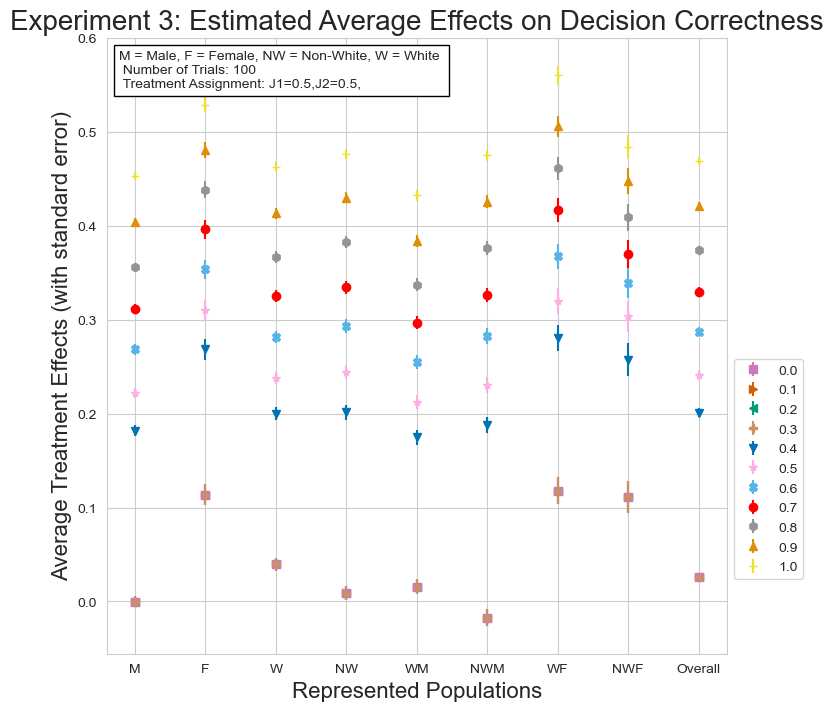 Experiment 3: Estimated Average Effects on Decision Correctness
M = Male, F = Female, NW = Non-White, W = White
Number of Trials: 100
Treatment Assignment: J1=0.5,J2=0.5,
Average Treatment Effects (with standard error)
0.6
0.5
0.4
0.3
0.2
0.1
0.0
0.0
0.1
0.2
0.3
0.4
0.5
0.6
0.7
0.8
0.9
1.0
M F W NW WM NWM WF NWF Overall
Represented Populations